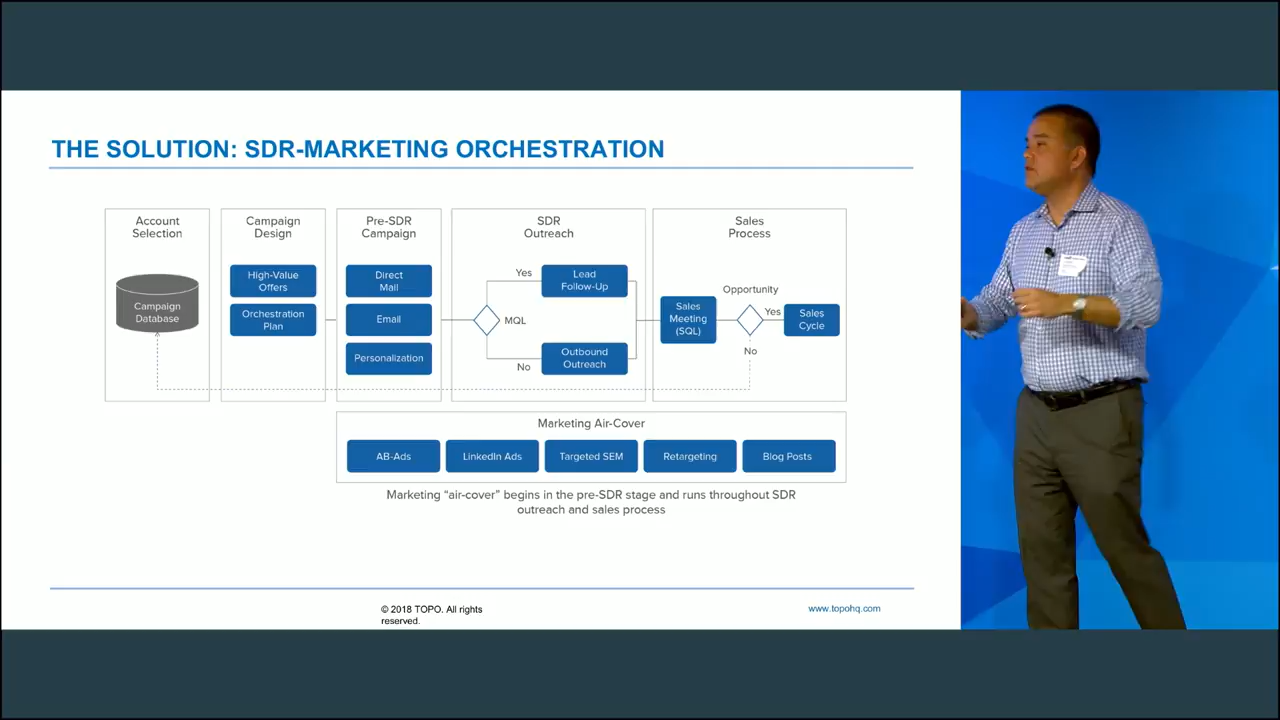 THE SOLUTION: SDR-MARKETING ORCHESTRATION
Account
Selection
Campaign
Database
Campaign
Design
High-Value
Offers
Orchestration
Plan
Pre-SDR
Campaign
Direct
Mail
Email
Personalization
SDR
Outreach
MQL
Yes
Lead
Follow-Up
No
Outbound
Outreach
Sales
Process
Sales
Meeting
(SQL)
Opportunity
Yes
Sales
Cycle
No
Marketing Air-Cover
AB-Ads
LinkedIn Ads
Targeted SEM
Retargeting
Blog Posts
Marketing “air-cover” begins in the pre-SDR stage and runs throughout SDR
outreach and sales process
© 2018 TOPO. All rights
reserved.
www.topohq.com